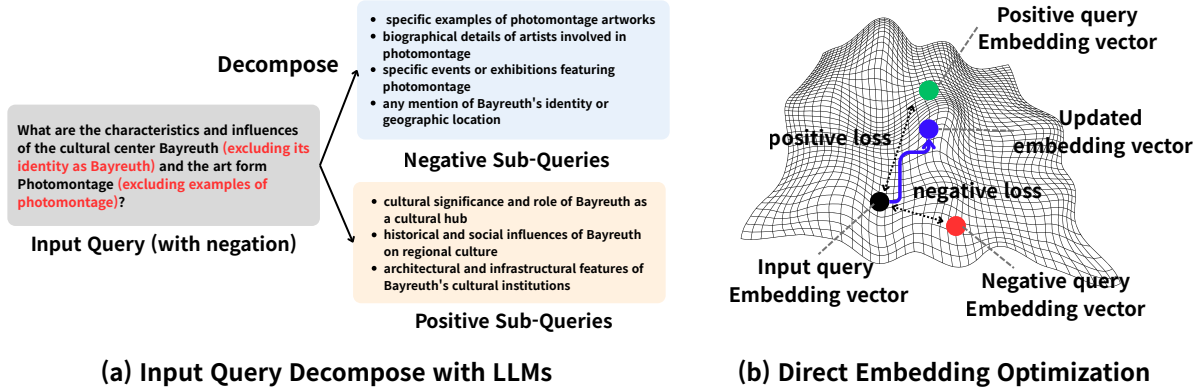 Decompose
What are the characteristics and influences
of the cultural center Bayreuth (excluding its
identity as Bayreuth) and the art form
Photomontage (excluding examples of
photomontage)?
Input Query (with negation)
• specific examples of photomontage artworks
• biographical details of artists involved in
photomontage
• specific events or exhibitions featuring
photomontage
• any mention of Bayreuth's identity or
geographic location
Negative Sub-Queries
• cultural significance and role of Bayreuth as
a cultural hub
• historical and social influences of Bayreuth
on regional culture
• architectural and infrastructural features of
Bayreuth's cultural institutions
Positive Sub-Queries
(a) Input Query Decompose with LLMs
Positive query
Embedding vector
Updated
embedding vector
positive loss
negative loss
Input query
Embedding vector
Negative query
Embedding vector
(b) Direct Embedding Optimization